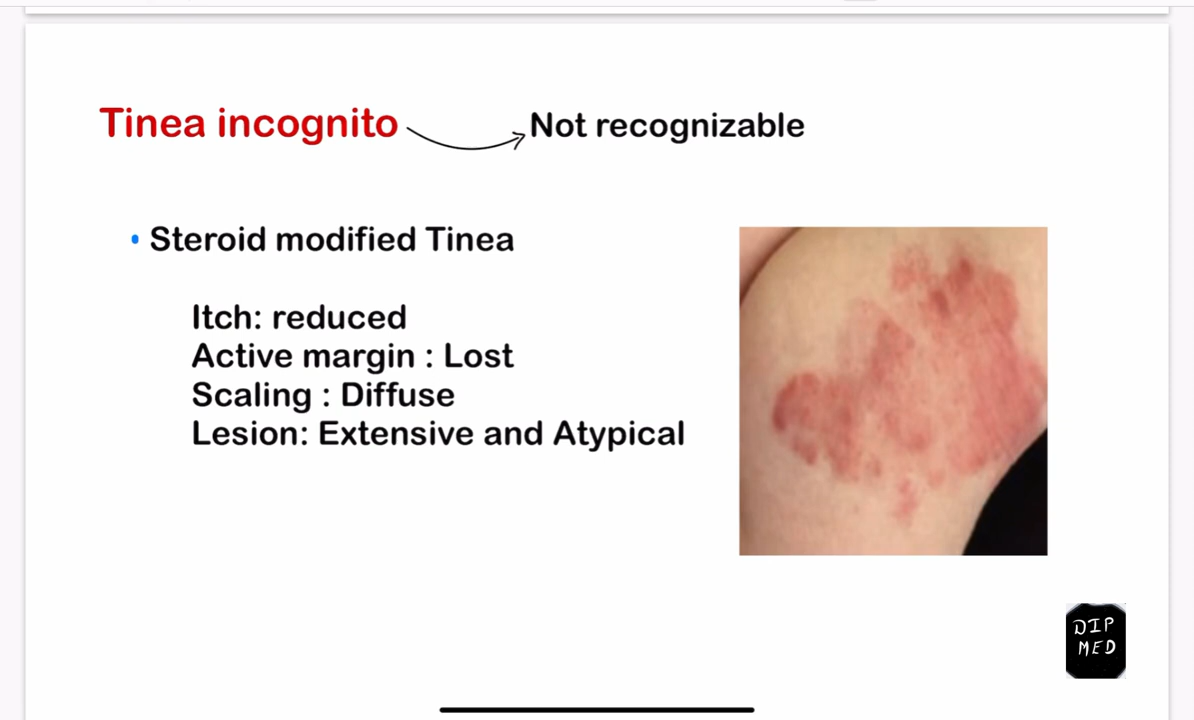 Tinea incognito
Not recognizable
• Steroid modified Tinea
Itch: reduced
Active margin : Lost
Scaling : Diffuse
Lesion: Extensive and Atypical
DIP
MED